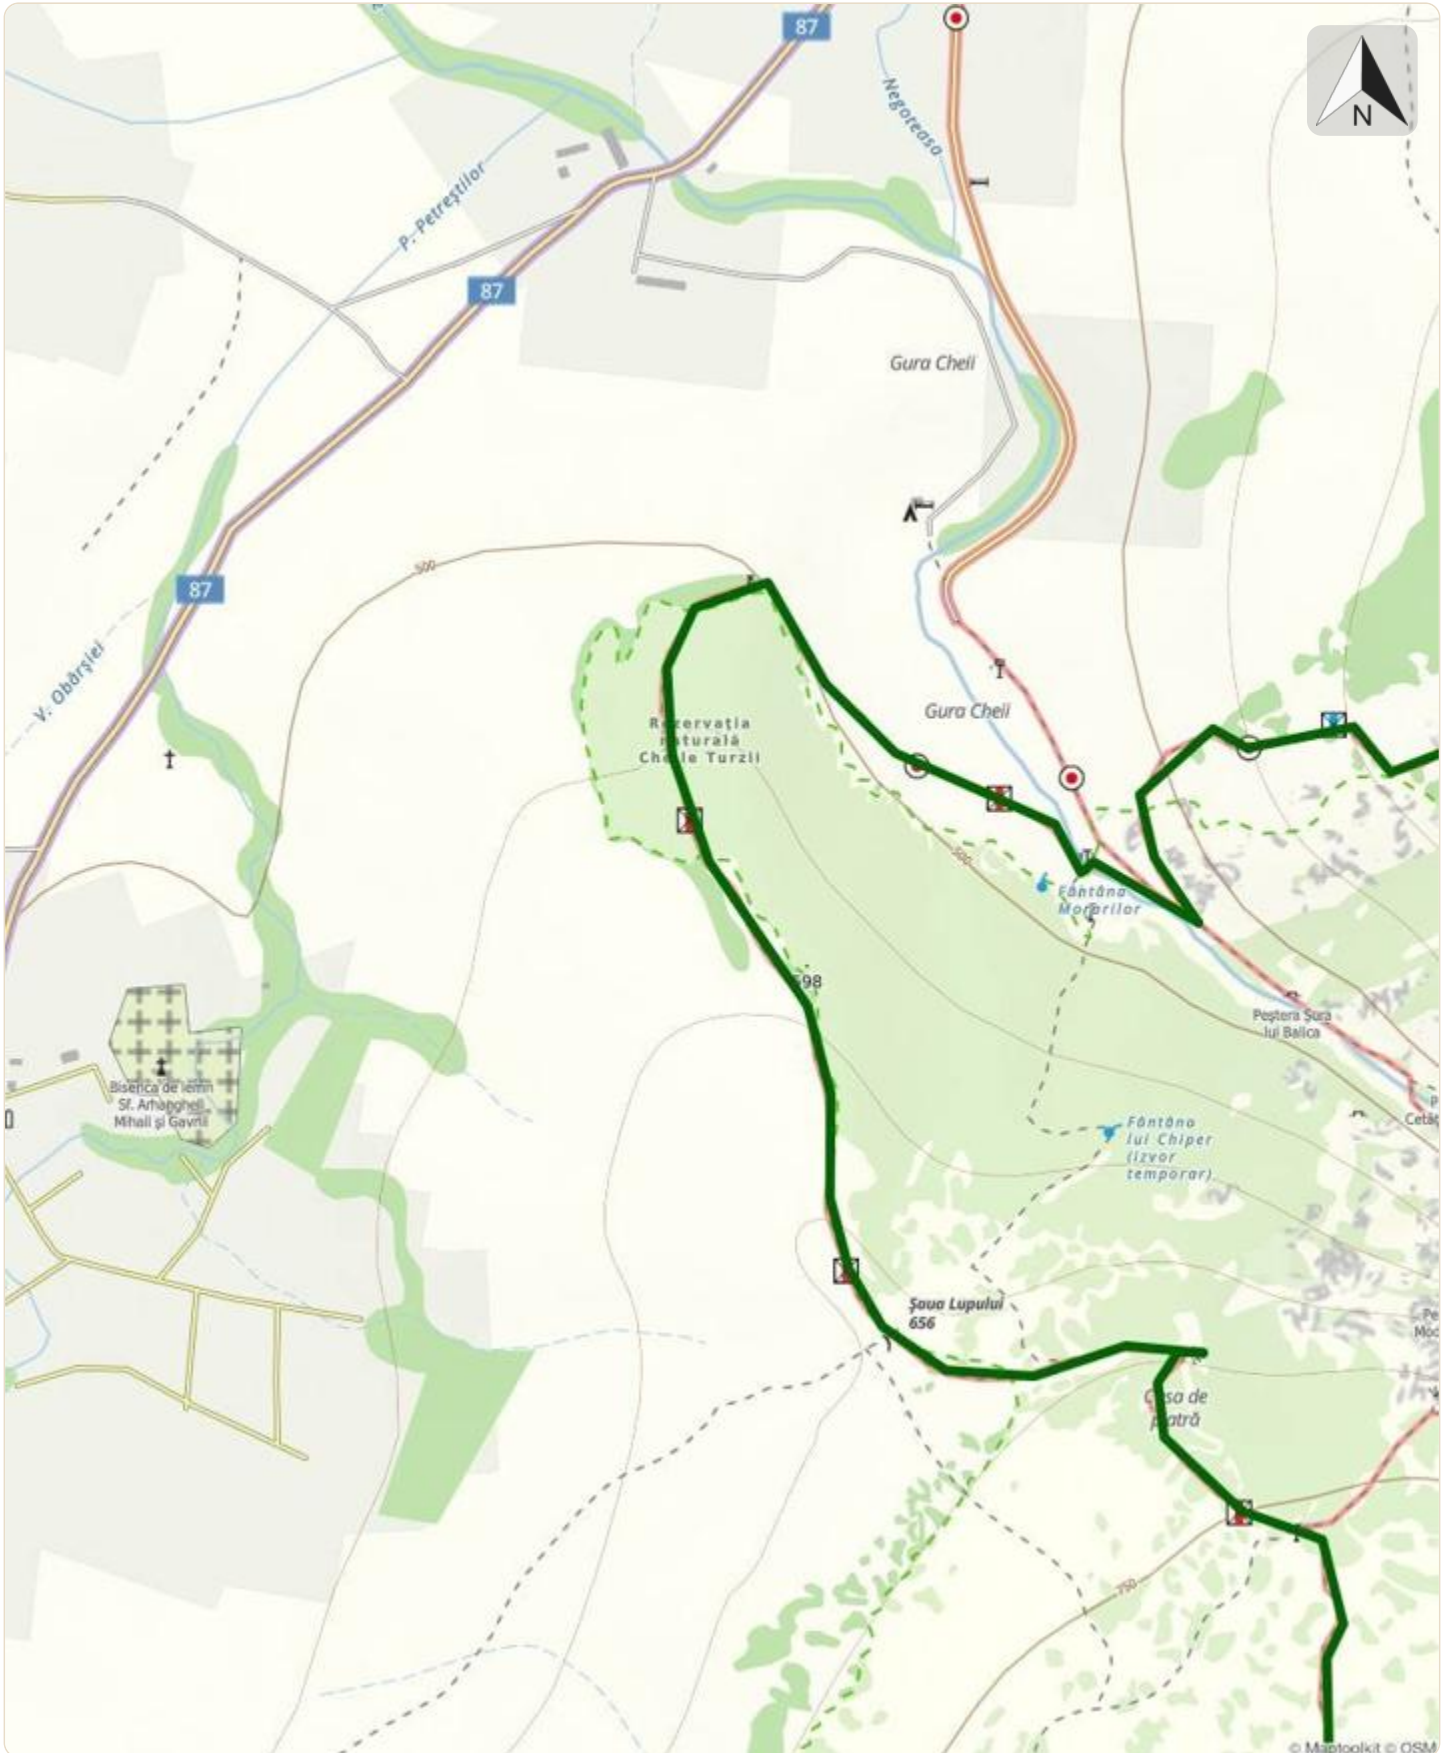 87
N
Negoteasa
P. Petreștilor
87
Gura Cheii
500
87
V. Obârșiei
Gura Cheii
Rezervația
naturală
Cheile Turzii
500
Fântâna
Morarilor
598
Peștera Șura
lui Balica
Biserica de lemn
Sf. Arhangheli
Mihail și Gavril
Fântâna
lui Chiper
(izvor
temporar)
Șaua Lupului
656
Casa de
piatră
750
© Maptoolkit © OSM